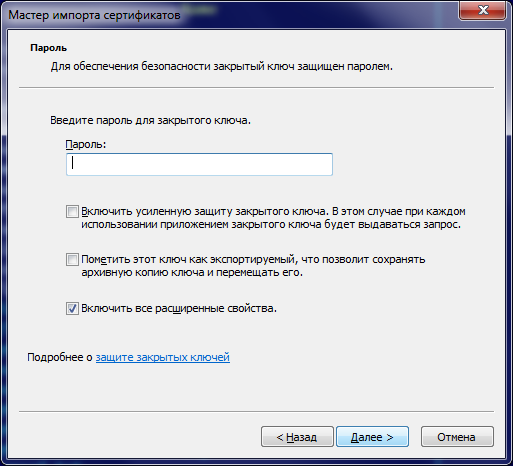 Мастер импорта сертификатов
Пароль
Для обеспечения безопасности закрытый ключ защищен паролем.
Введите пароль для закрытого ключа.
Пароль:
Включить усиленную защиту закрытого ключа. В этом случае при каждом
использовании приложением закрытого ключа будет выдаваться запрос.
Пометить этот ключ как экспортируемый, что позволит сохранять
архивную копию ключа и перемещать его.
Включить все расширенные свойства.
Подробнее о защите закрытых ключей
< Назад Далее > Отмена